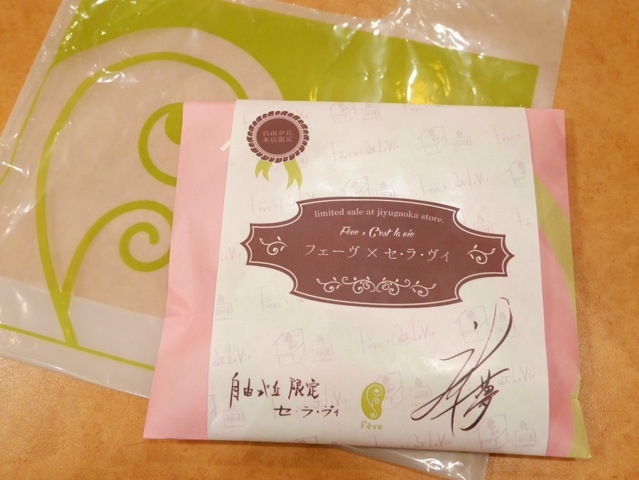 自由が丘
本店限定
limited sale at jiyugaoka store.
Fève × C'est la vie
フェーヴ × セ・ラ・ヴィ
自由が丘 限定
セ・ラ・ヴィ
Fève
夢